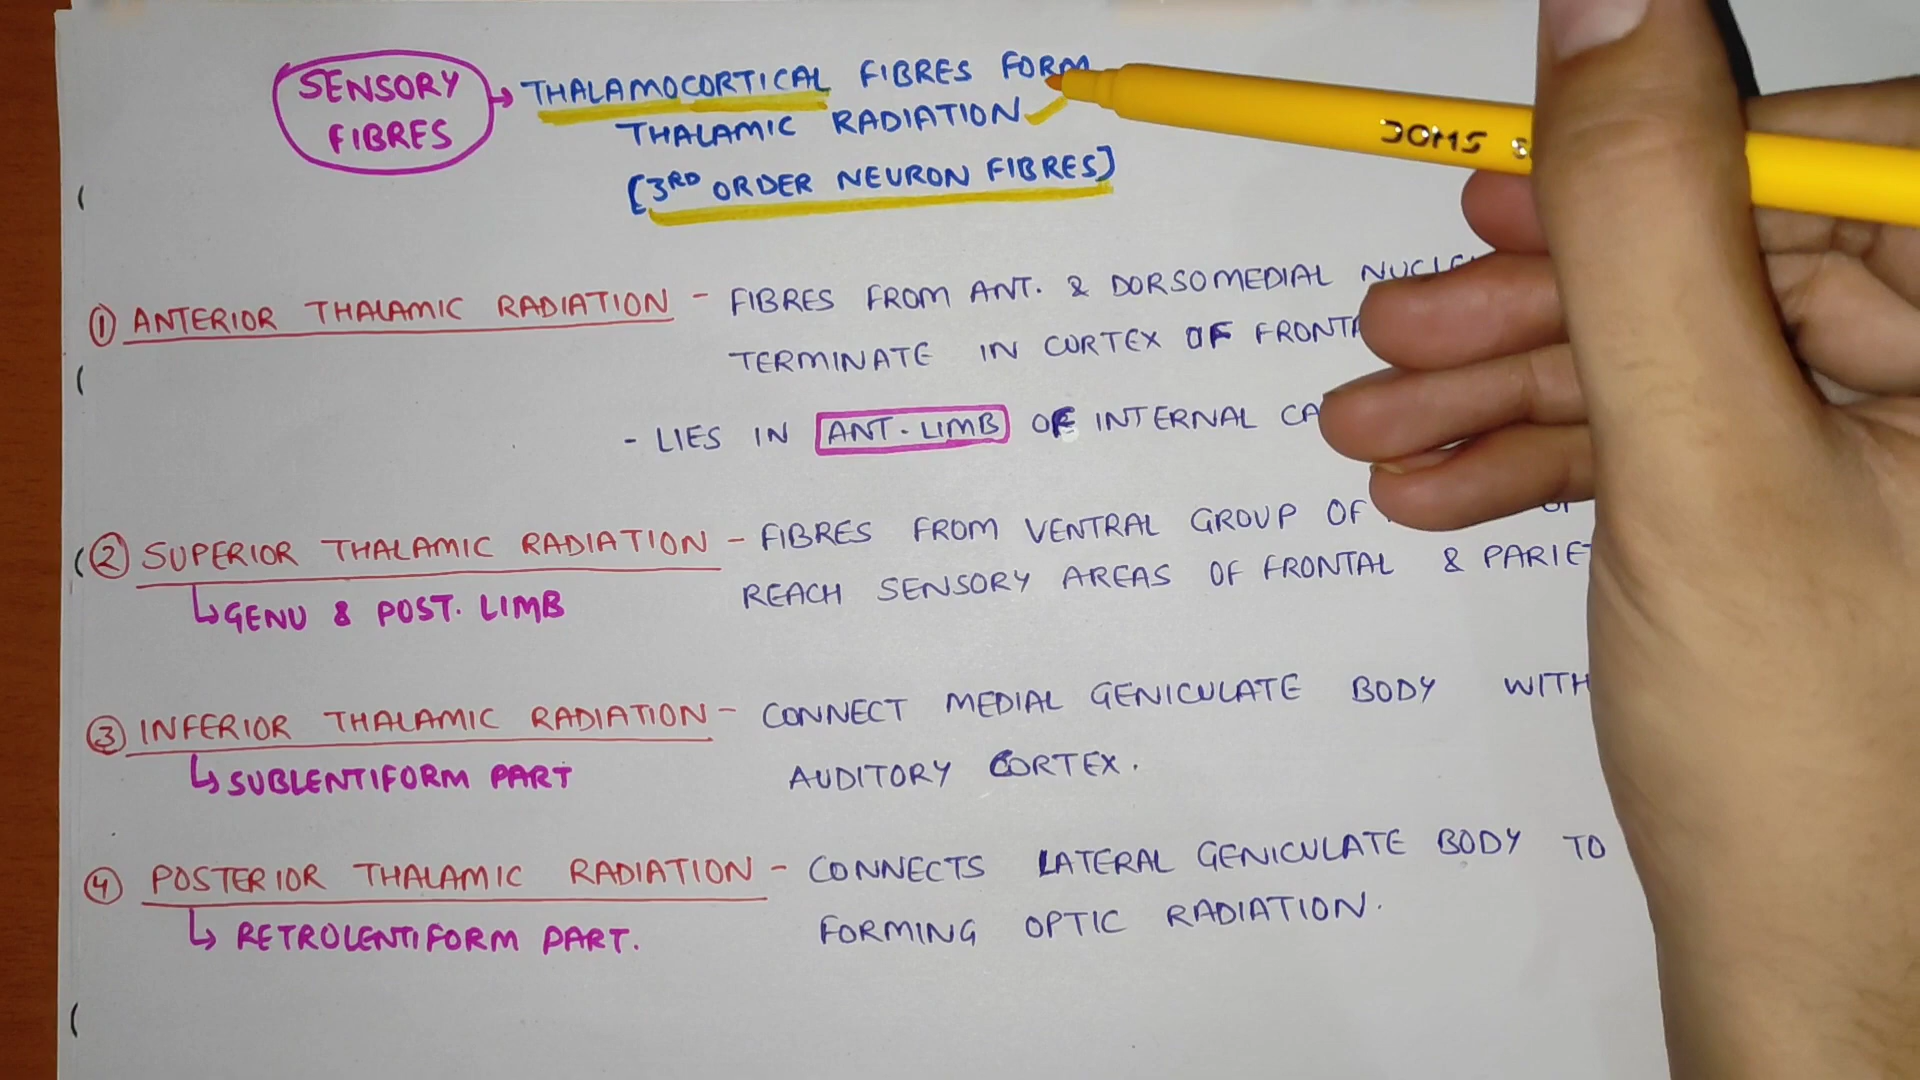 SENSORY FIBRES → THALAMOCORTICAL FIBRES FORM
THALAMIC RADIATION
[3RD ORDER NEURON FIBRES]
① ANTERIOR THALAMIC RADIATION - FIBRES FROM ANT. & DORSOMEDIAL
TERMINATE IN CORTEX OF
- LIES IN ANT. LIMB OF INTERNAL
② SUPERIOR THALAMIC RADIATION - FIBRES FROM VENTRAL GROUP OF
REACH SENSORY AREAS OF FRONTAL &
↳ GENU & POST. LIMB
③ INFERIOR THALAMIC RADIATION - CONNECT MEDIAL GENICULATE BODY WITH
AUDITORY CORTEX.
↳ SUBLENTIFORM PART
④ POSTERIOR THALAMIC RADIATION - CONNECTS LATERAL GENICULATE BODY TO
FORMING OPTIC RADIATION.
↳ RETROLENTIFORM PART.
DOMS